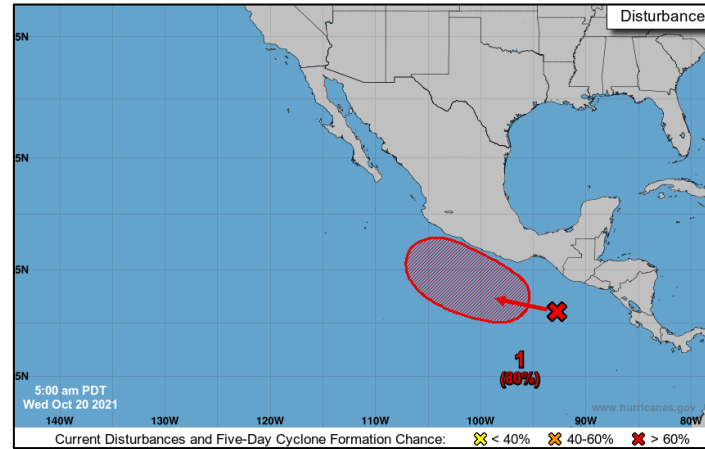 Disturbance
5N
5N
5N
5N
1
(80%)
5:00 am PDT
Wed Oct 20 2021
www.hurricanes.gov
140W 130W 120W 110W 100W 90W 80W
Current Disturbances and Five-Day Cyclone Formation Chance: < 40% 40-60% > 60%